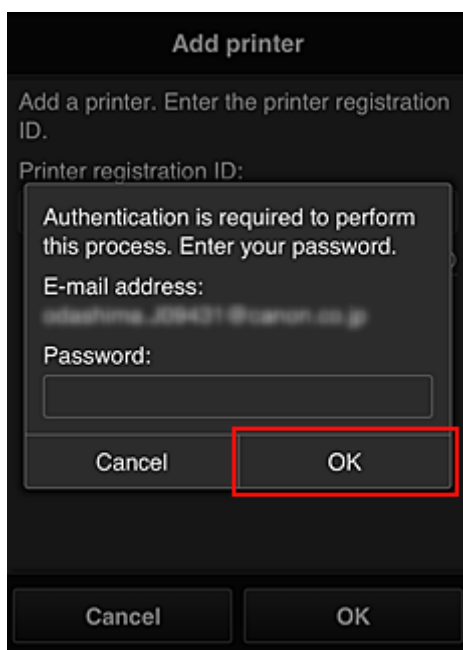 Add printer
Add a printer. Enter the printer registration
ID.
Printer registration ID:
Authentication is required to perform
this process. Enter your password.
E-mail address:
Password:
Cancel
OK
Cancel
OK